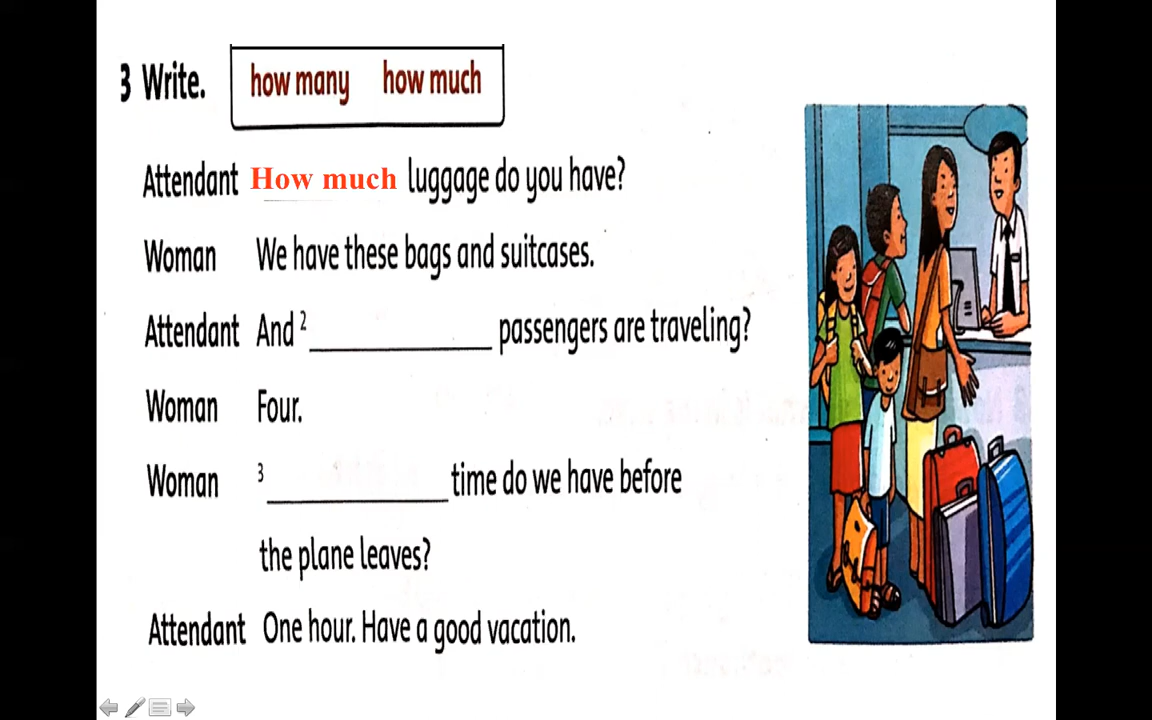 3 Write. how many how much
Attendant How much luggage do you have?
Woman We have these bags and suitcases.
Attendant And 2 ____________ passengers are traveling?
Woman Four.
Woman 3 ____________ time do we have before
the plane leaves?
Attendant One hour. Have a good vacation.